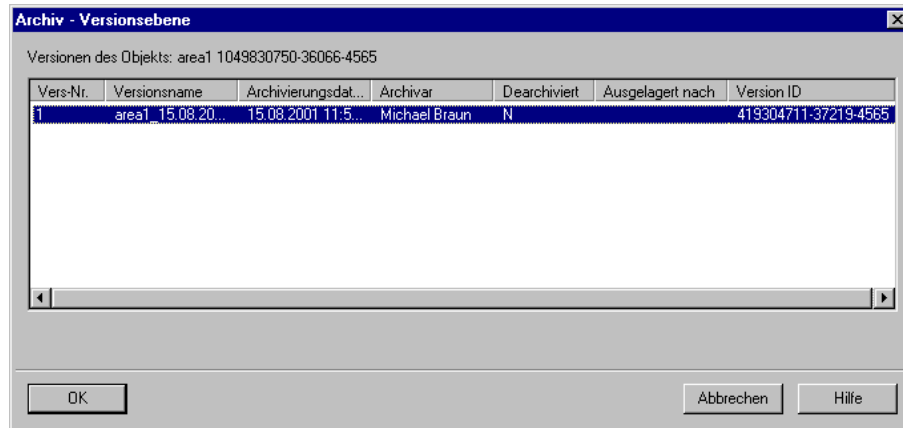 Archiv - Versionsebene
Versionen des Objekts: area1 1049830750-36066-4565
Vers-Nr. Versionsname Archivierungsdat... Archivar Dearchiviert Ausgelagert nach Version ID
1 area1_15.08.20... 15.08.2001 11:5... Michael Braun N 419304711-37219-4565
OK Abbrechen Hilfe